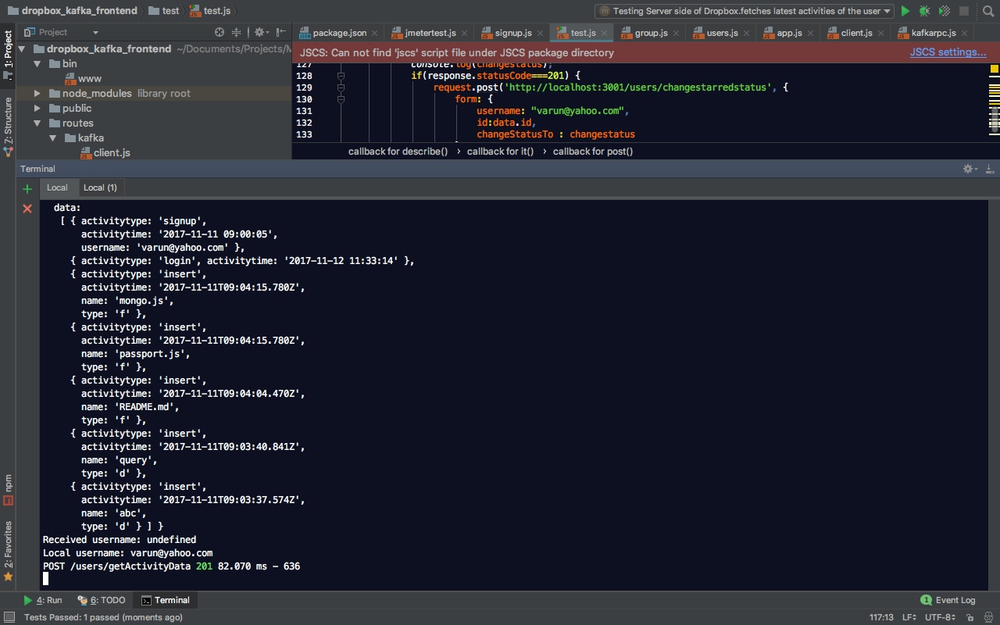 dropbox_kafka_frontend test test.js Testing Server side of Dropbox.fetches latest activities of the user
Project
package.json jmetertest.js signup.js test.js group.js users.js app.js client.js kafkarpc.js
1: Project
Z: Structure
npm
2: Favorites
dropbox_kafka_frontend ~/Documents/Projects/M
bin
www
node_modules library root
public
routes
kafka
client.js
JSCS: Can not find 'jscs' script file under JSCS package directory JSCS settings...
127 console.log(changestatus);
128 if(response.statusCode===201) {
129 request.post('http://localhost:3001/users/changestarredstatus', {
130 form: {
131 username: "varun@yahoo.com",
132 id:data.id,
133 changeStatusTo : changestatus
callback for describe() › callback for it() › callback for post()
Terminal
Local Local (1)
data:
[ { activitytype: 'signup',
activitytime: '2017-11-11 09:00:05',
username: 'varun@yahoo.com' },
{ activitytype: 'login', activitytime: '2017-11-12 11:33:14' },
{ activitytype: 'insert',
activitytime: '2017-11-11T09:04:15.780Z',
name: 'mongo.js',
type: 'f' },
{ activitytype: 'insert',
activitytime: '2017-11-11T09:04:15.780Z',
name: 'passport.js',
type: 'f' },
{ activitytype: 'insert',
activitytime: '2017-11-11T09:04:04.470Z',
name: 'README.md',
type: 'f' },
{ activitytype: 'insert',
activitytime: '2017-11-11T09:03:40.841Z',
name: 'query',
type: 'd' },
{ activitytype: 'insert',
activitytime: '2017-11-11T09:03:37.574Z',
name: 'abc',
type: 'd' } ] }
Received username: undefined
Local username: varun@yahoo.com
POST /users/getActivityData 201 82.070 ms - 636
4: Run 6: TODO Terminal 1 Event Log
Tests Passed: 1 passed (moments ago) 117:13 LF UTF-8